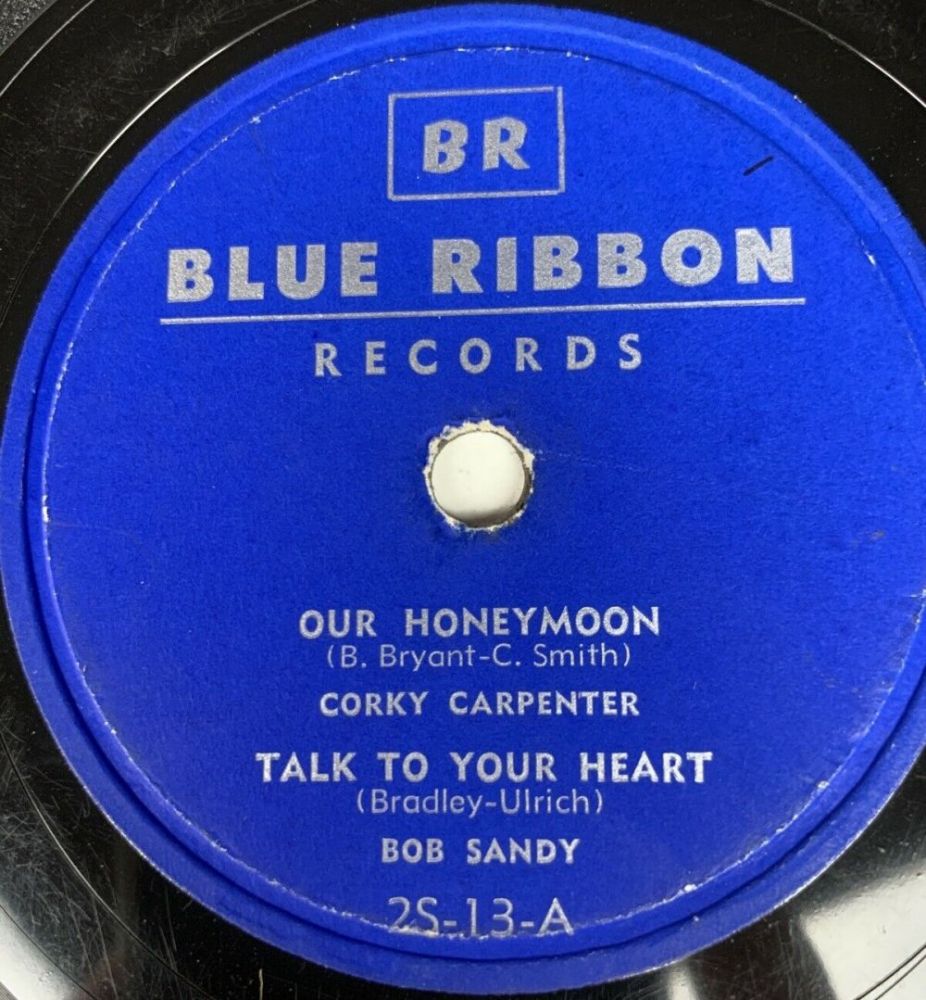 BR
BLUE RIBBON
RECORDS
OUR HONEYMOON
(B. Bryant-C. Smith)
CORKY CARPENTER
TALK TO YOUR HEART
(Bradley-Ulrich)
BOB SANDY
2S-13-A